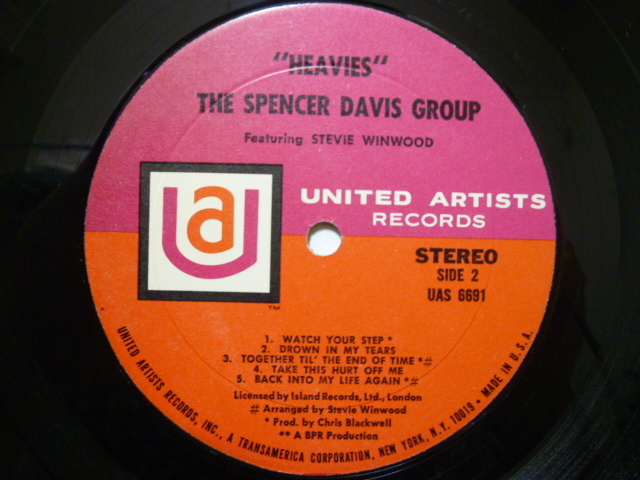 "HEAVIES"
THE SPENCER DAVIS GROUP
Featuring STEVIE WINWOOD
ua
UNITED ARTISTS
RECORDS
TM
STEREO
SIDE 2
UAS 6691
1. WATCH YOUR STEP *
2. DROWN IN MY TEARS
3. TOGETHER TIL' THE END OF TIME *#
4. TAKE THIS HURT OFF ME
5. BACK INTO MY LIFE AGAIN *#
Licensed by Island Records, Ltd., London
# Arranged by Stevie Winwood
* Prod. by Chris Blackwell
** A BPR Production
UNITED ARTISTS RECORDS, INC., A TRANSAMERICA CORPORATION, NEW YORK, N.Y. 10019 • MADE IN U.S.A.